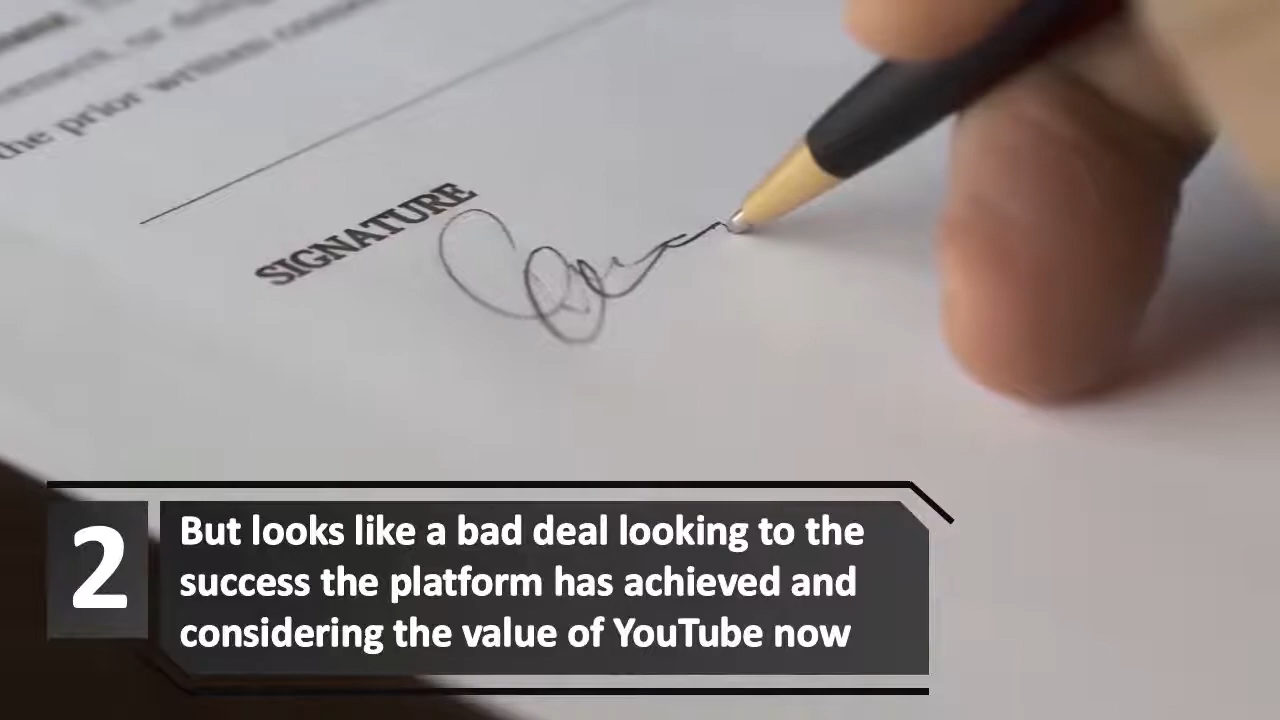 the prior written
SIGNATURE
2
But looks like a bad deal looking to the
success the platform has achieved and
considering the value of YouTube now